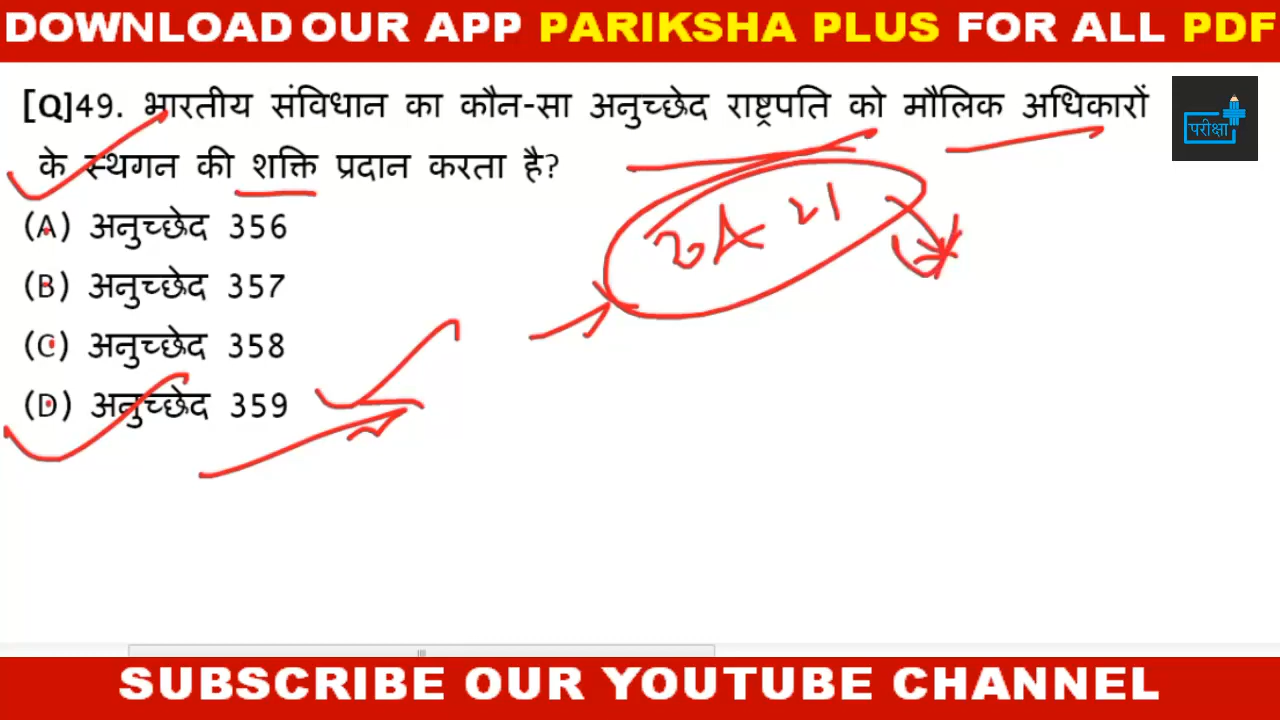 DOWNLOAD OUR APP PARIKSHA PLUS FOR ALL PDF
[Q]49. भारतीय संविधान का कौन-सा अनुच्छेद राष्ट्रपति को मौलिक अधिकारों
परीक्षा
के स्थगन की शक्ति प्रदान करता है?
(A) अनुच्छेद 356
(B) अनुच्छेद 357
(C) अनुच्छेद 358
(D) अनुच्छेद 359
SUBSCRIBE OUR YOUTUBE CHANNEL